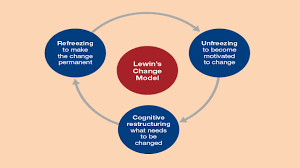 Refreezing
to make
the change
permanent
Unfreezing
to become
motivated
to change
Lewin's
Change
Model
Cognitive
restructuring
what needs
to be
changed